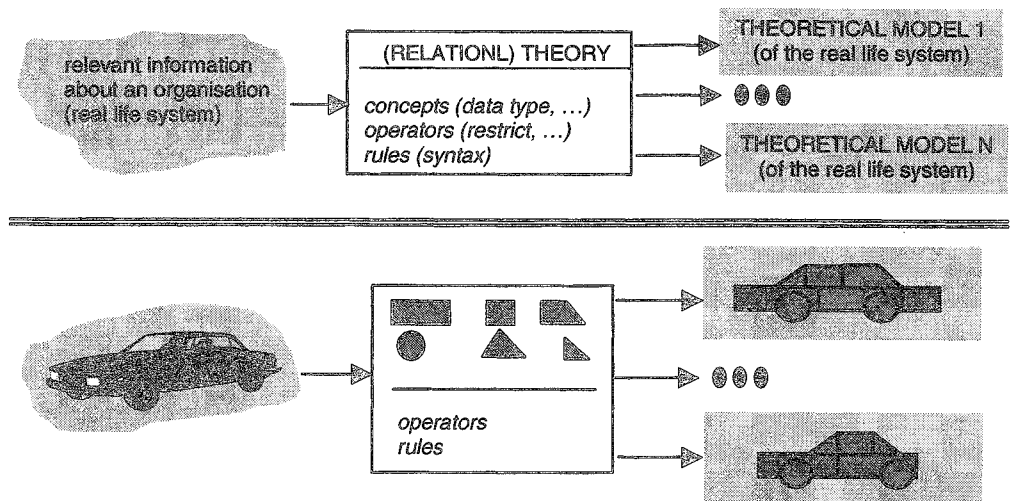 relevant information
about an organisation
(real life system)
(RELATIONL) THEORY
concepts (data type, ...)
operators (restrict, ...)
rules (syntax)
THEORETICAL MODEL 1
(of the real life system)
THEORETICAL MODEL N
(of the real life system)
operators
rules